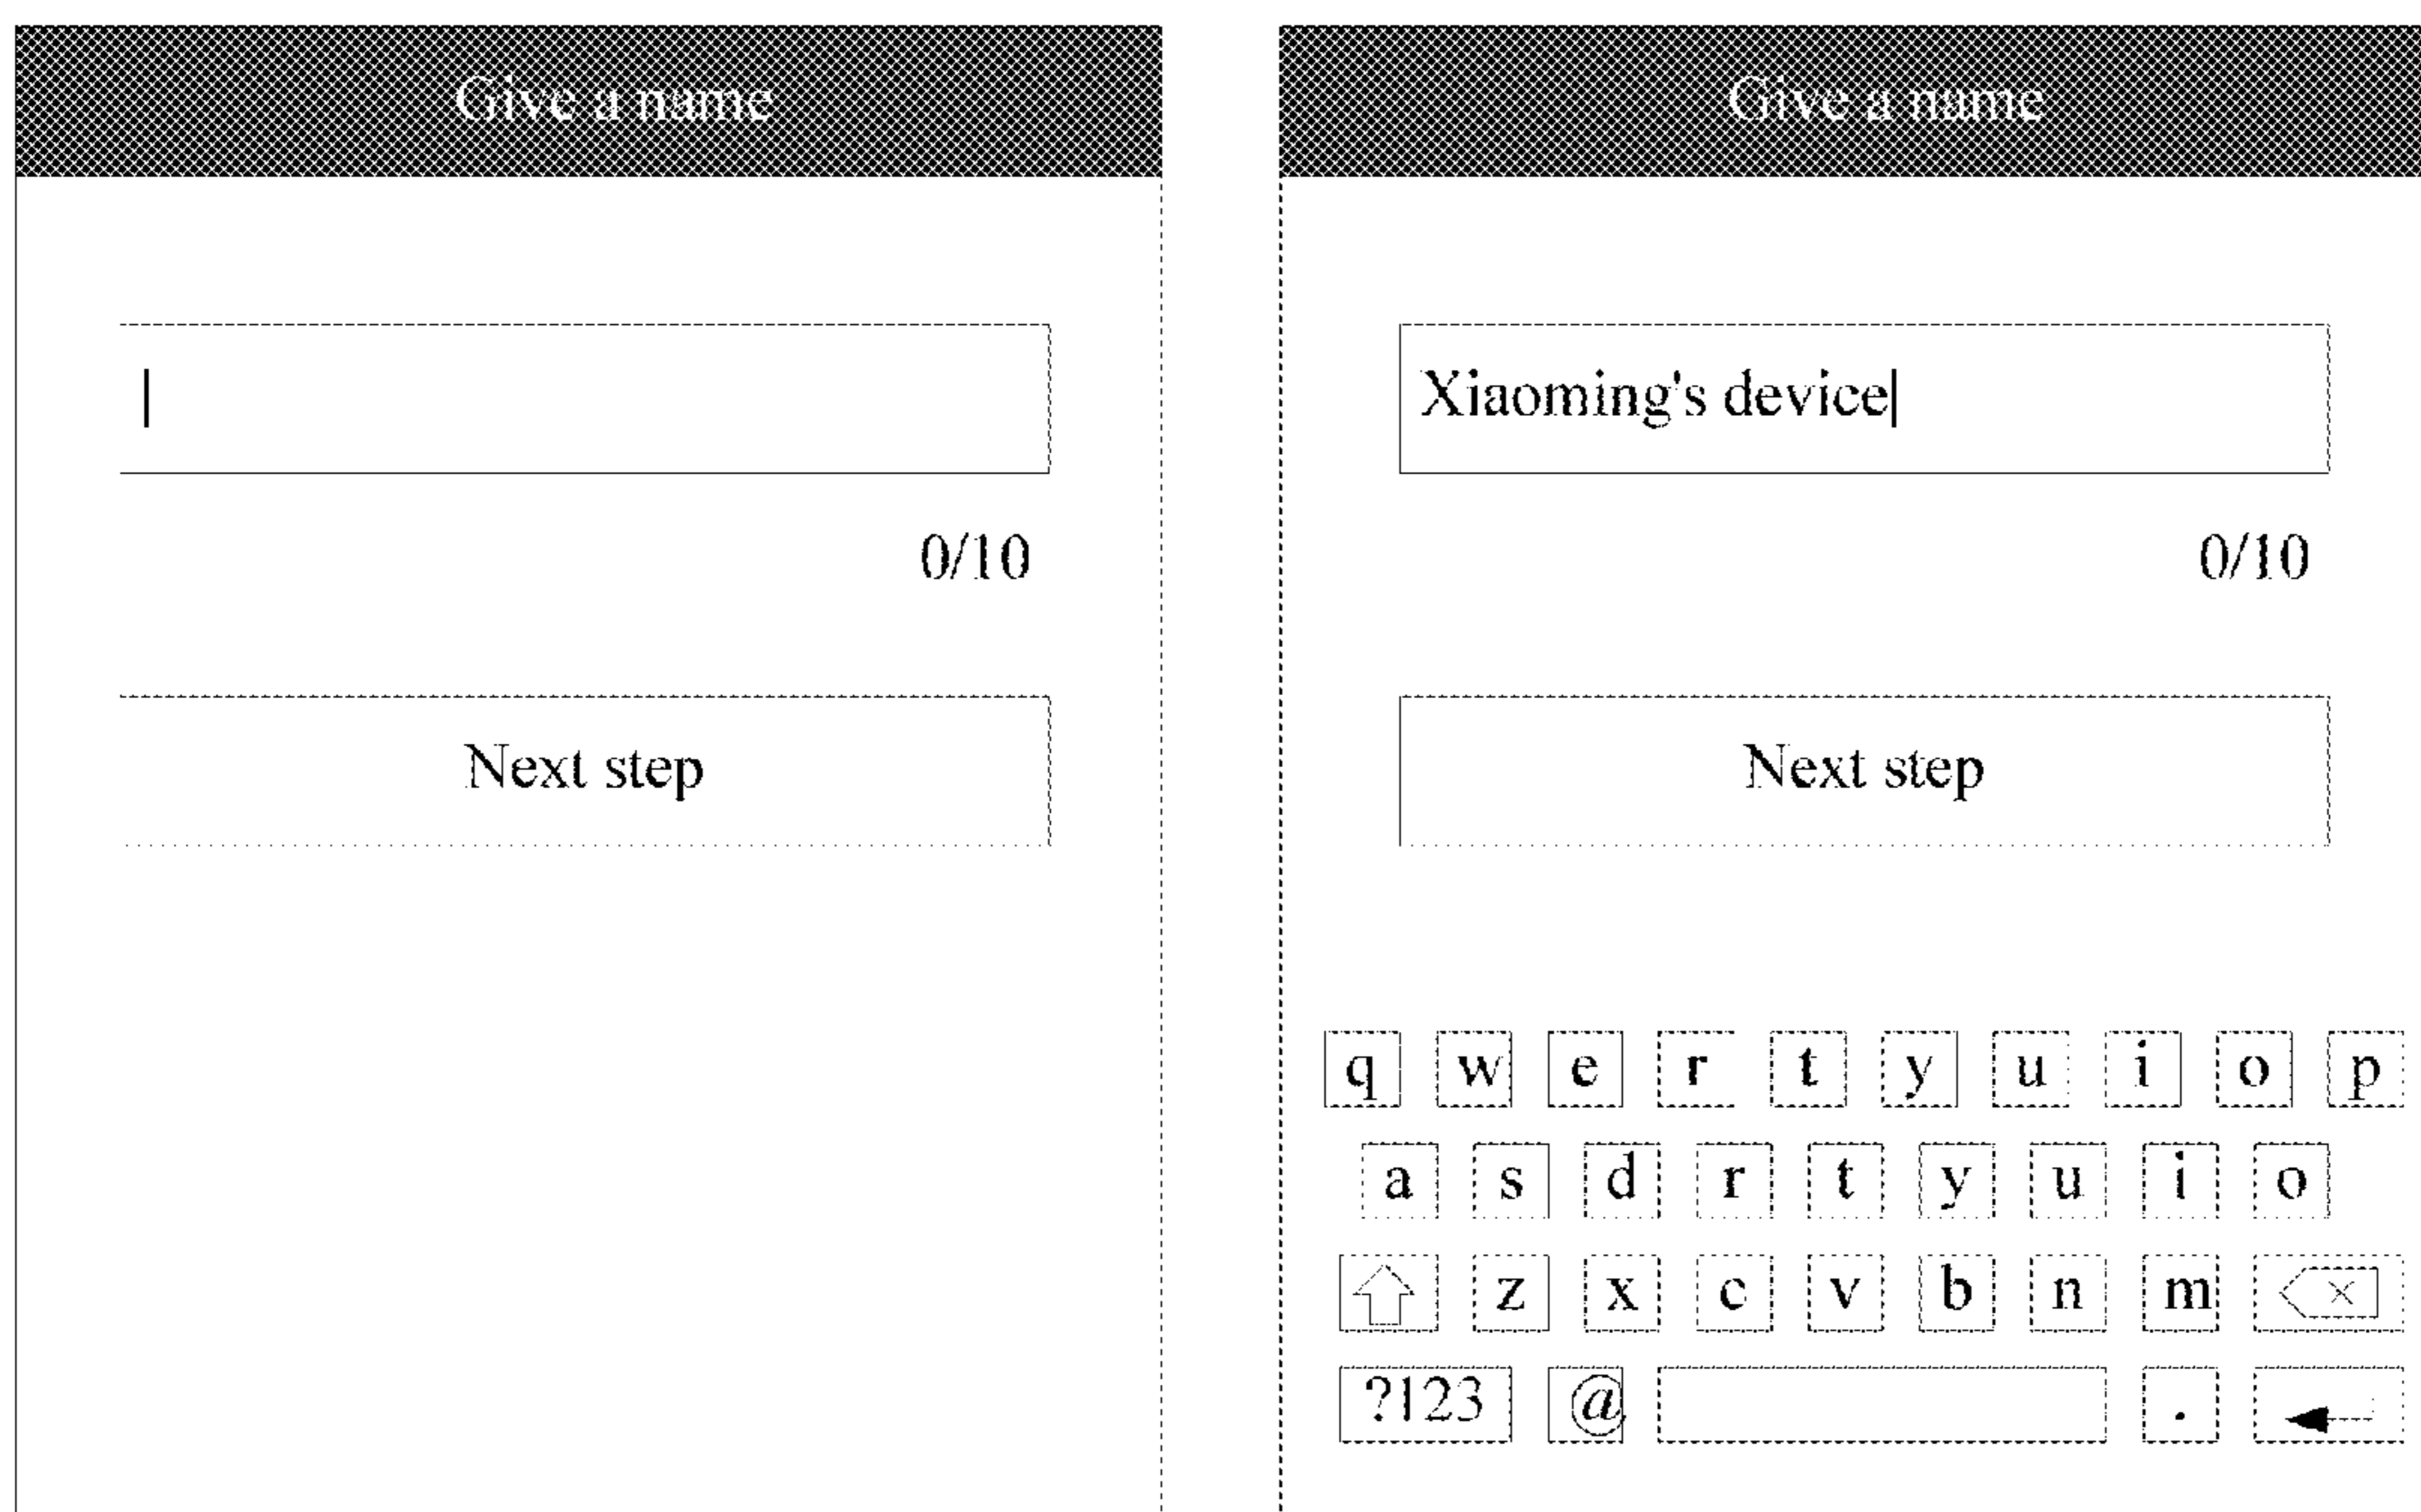 Give a name
0/10
Next step
Give a name
Xiaoming's device
0/10
Next step
q w e r t y u i o p
a s d r t y u i o
z x c v b n m
?123 @ .